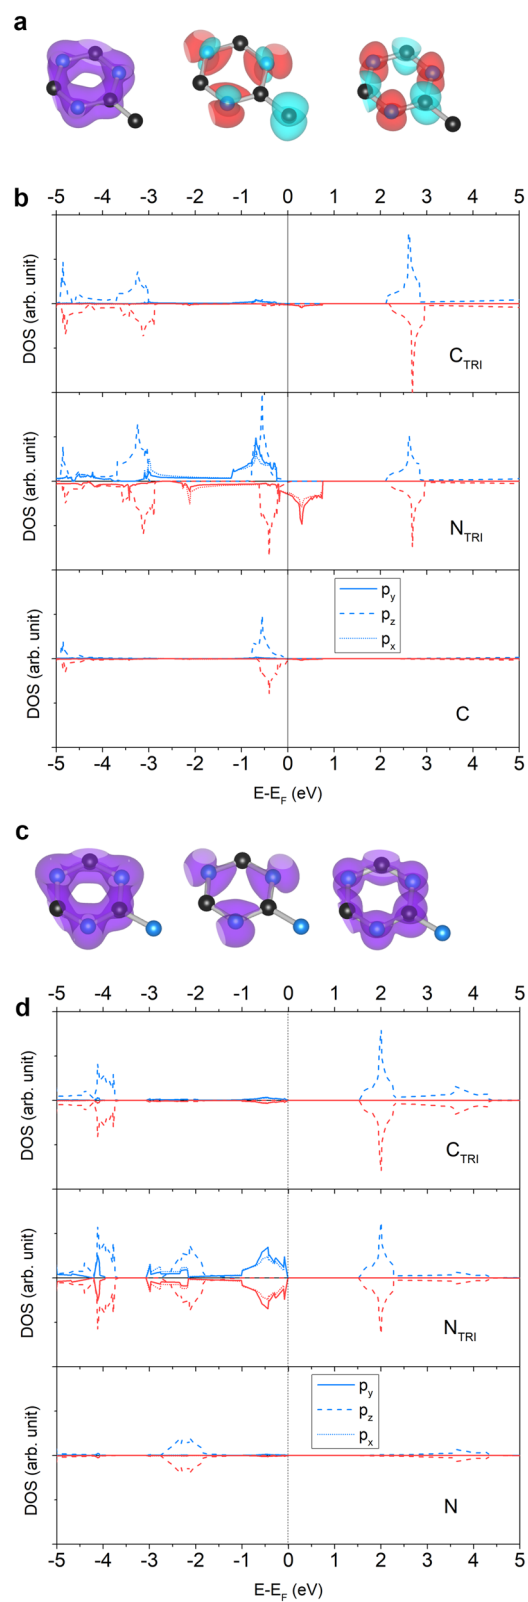 a
b
-5 -4 -3 -2 -1 0 1 2 3 4 5
DOS (arb. unit)
C_TRI
DOS (arb. unit)
N_TRI
DOS (arb. unit)
p_y
p_z
p_x
C
-5 -4 -3 -2 -1 0 1 2 3 4 5
E-E_F (eV)
c
d
-5 -4 -3 -2 -1 0 1 2 3 4 5
DOS (arb. unit)
C_TRI
DOS (arb. unit)
N_TRI
DOS (arb. unit)
p_y
p_z
p_x
N
-5 -4 -3 -2 -1 0 1 2 3 4 5
E-E_F (eV)